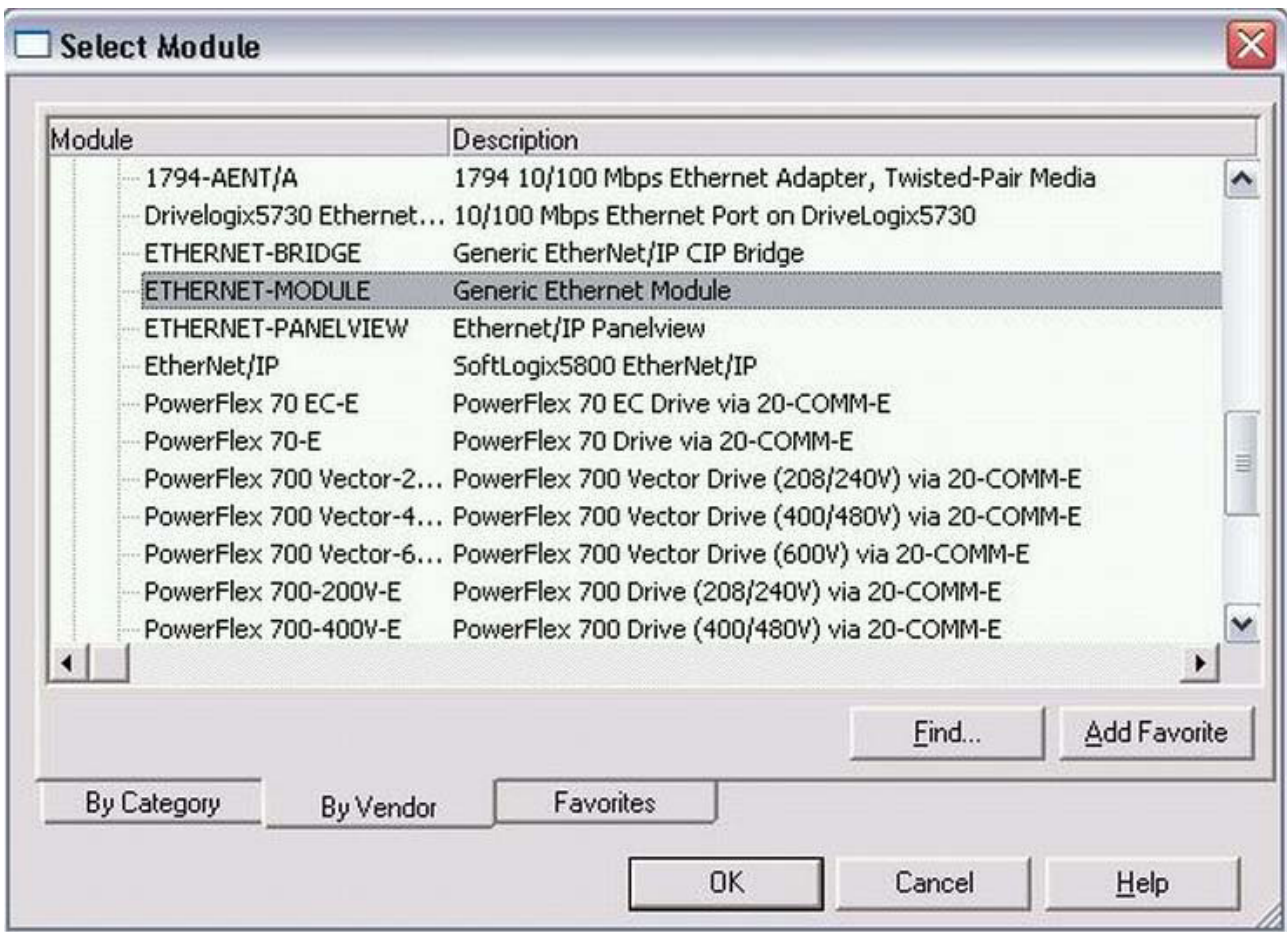 Select Module
Module Description
1794-AENT/A 1794 10/100 Mbps Ethernet Adapter, Twisted-Pair Media
Drivelogix5730 Ethernet... 10/100 Mbps Ethernet Port on DriveLogix5730
ETHERNET-BRIDGE Generic EtherNet/IP CIP Bridge
ETHERNET-MODULE Generic Ethernet Module
ETHERNET-PANELVIEW Ethernet/IP Panelview
EtherNet/IP SoftLogix5800 EtherNet/IP
PowerFlex 70 EC-E PowerFlex 70 EC Drive via 20-COMM-E
PowerFlex 70-E PowerFlex 70 Drive via 20-COMM-E
PowerFlex 700 Vector-2... PowerFlex 700 Vector Drive (208/240V) via 20-COMM-E
PowerFlex 700 Vector-4... PowerFlex 700 Vector Drive (400/480V) via 20-COMM-E
PowerFlex 700 Vector-6... PowerFlex 700 Vector Drive (600V) via 20-COMM-E
PowerFlex 700-200V-E PowerFlex 700 Drive (208/240V) via 20-COMM-E
PowerFlex 700-400V-E PowerFlex 700 Drive (400/480V) via 20-COMM-E
Find... Add Favorite
By Category By Vendor Favorites
OK Cancel Help